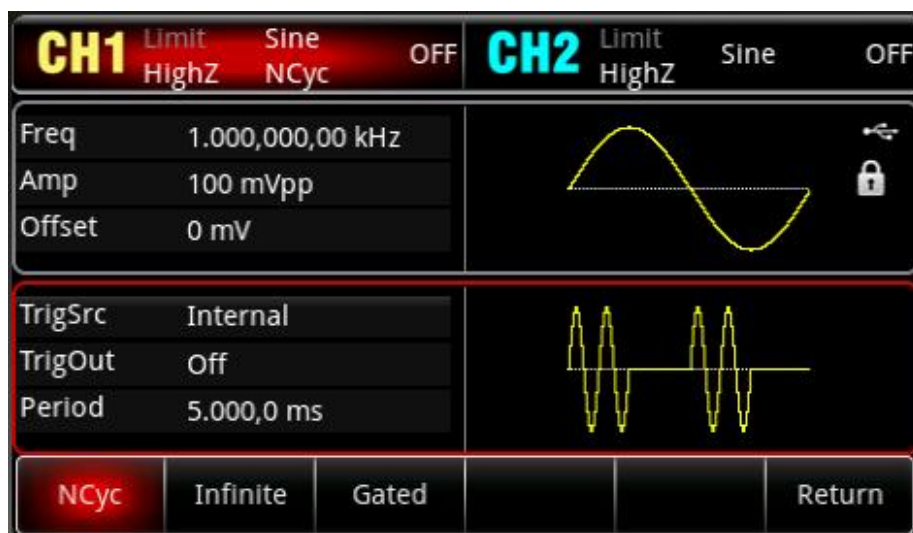 CH1 Limit Sine OFF CH2 Limit Sine OFF
HighZ NCyc HighZ
Freq 1.000,000,00 kHz
Amp 100 mVpp
Offset 0 mV
TrigSrc Internal
TrigOut Off
Period 5.000,0 ms
NCyc Infinite Gated Return